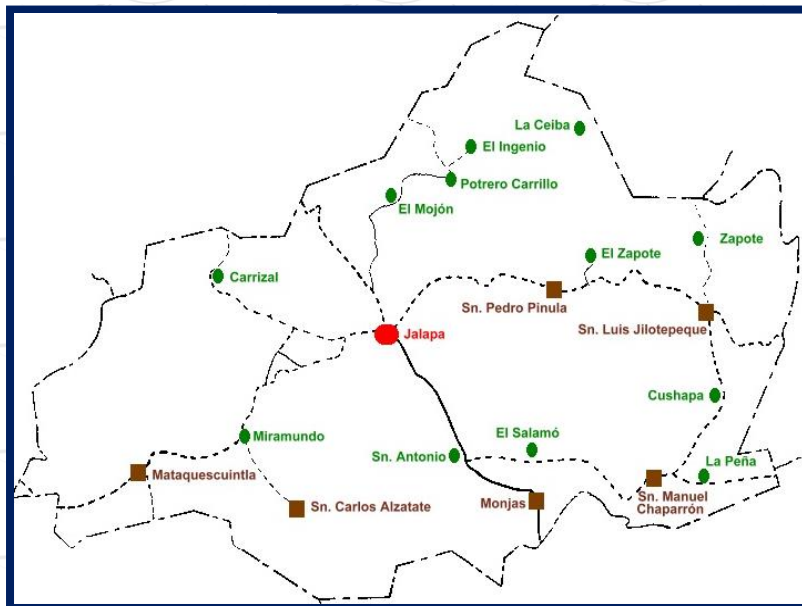 La Ceiba
El Ingenio
Potrero Carrillo
El Mojón
Zapote
El Zapote
Carrizal
Sn. Pedro Pinula
Sn. Luis Jilotepeque
Jalapa
Cushapa
Miramundo
El Salamó
Sn. Antonio
La Peña
Mataquescuintla
Sn. Carlos Alzatate
Monjas
Sn. Manuel
Chaparrón